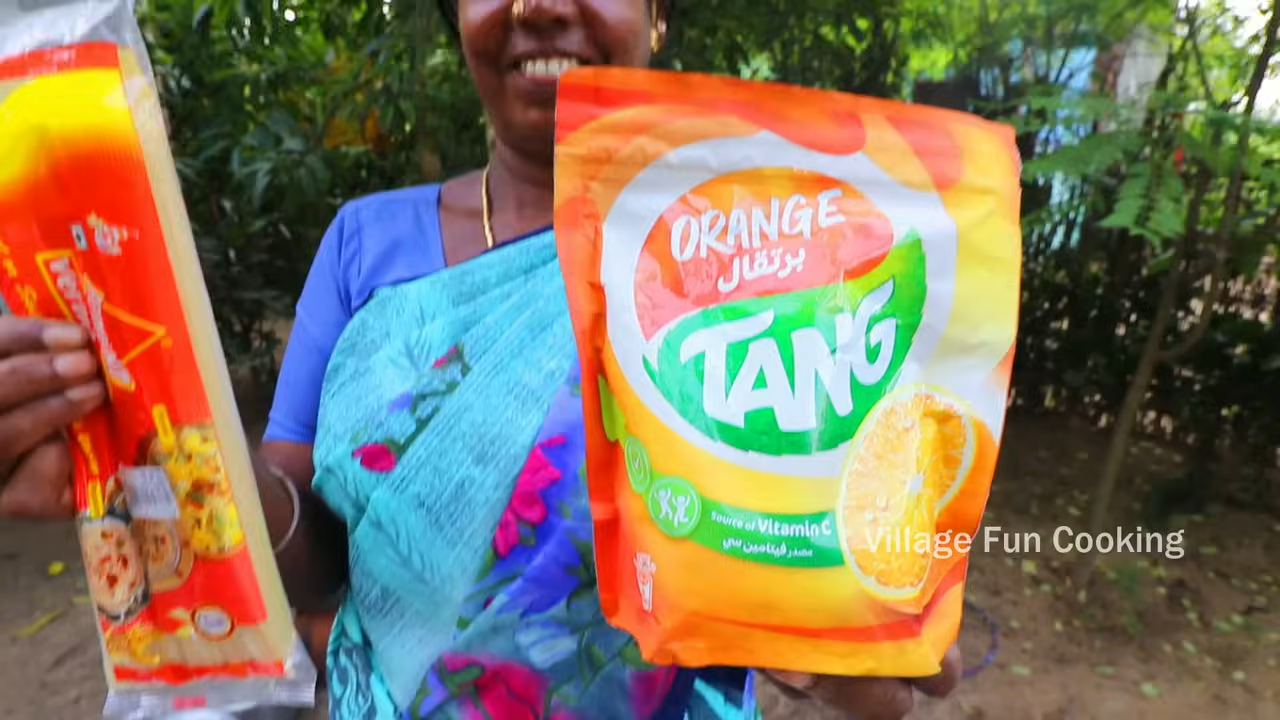 ORANGE
برتقال
TANG
Source of Vitamin C
مصدر فيتامين سي
Village Fun Cooking